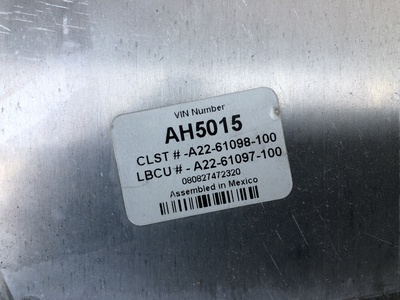 VIN Number
AH5015
CLST # -A22-61098-100
LBCU # - A22-61097-100
080827472320
Assembled in Mexico